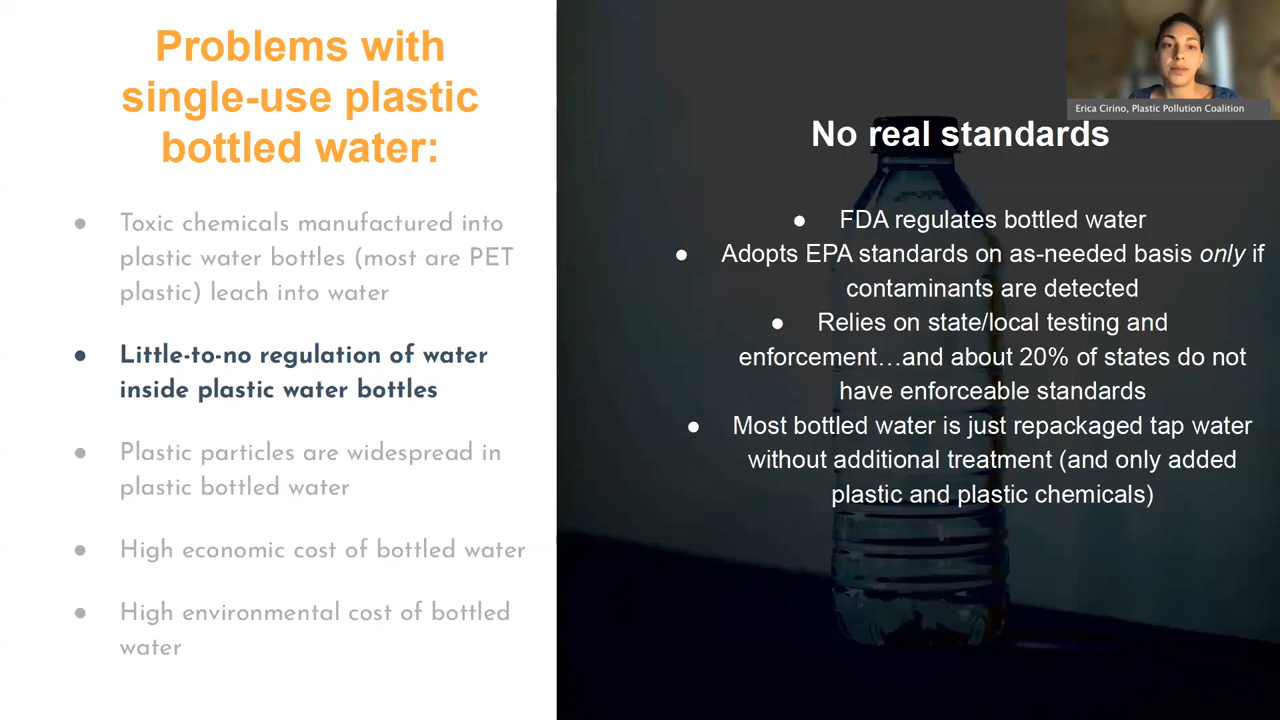 Problems with
single-use plastic
bottled water:
● Toxic chemicals manufactured into
plastic water bottles (most are PET
plastic) leach into water
● Little-to-no regulation of water
inside plastic water bottles
● Plastic particles are widespread in
plastic bottled water
● High economic cost of bottled water
● High environmental cost of bottled
water
Erica Cirino, Plastic Pollution Coalition
No real standards
● FDA regulates bottled water
● Adopts EPA standards on as-needed basis only if
contaminants are detected
● Relies on state/local testing and
enforcement…and about 20% of states do not
have enforceable standards
● Most bottled water is just repackaged tap water
without additional treatment (and only added
plastic and plastic chemicals)